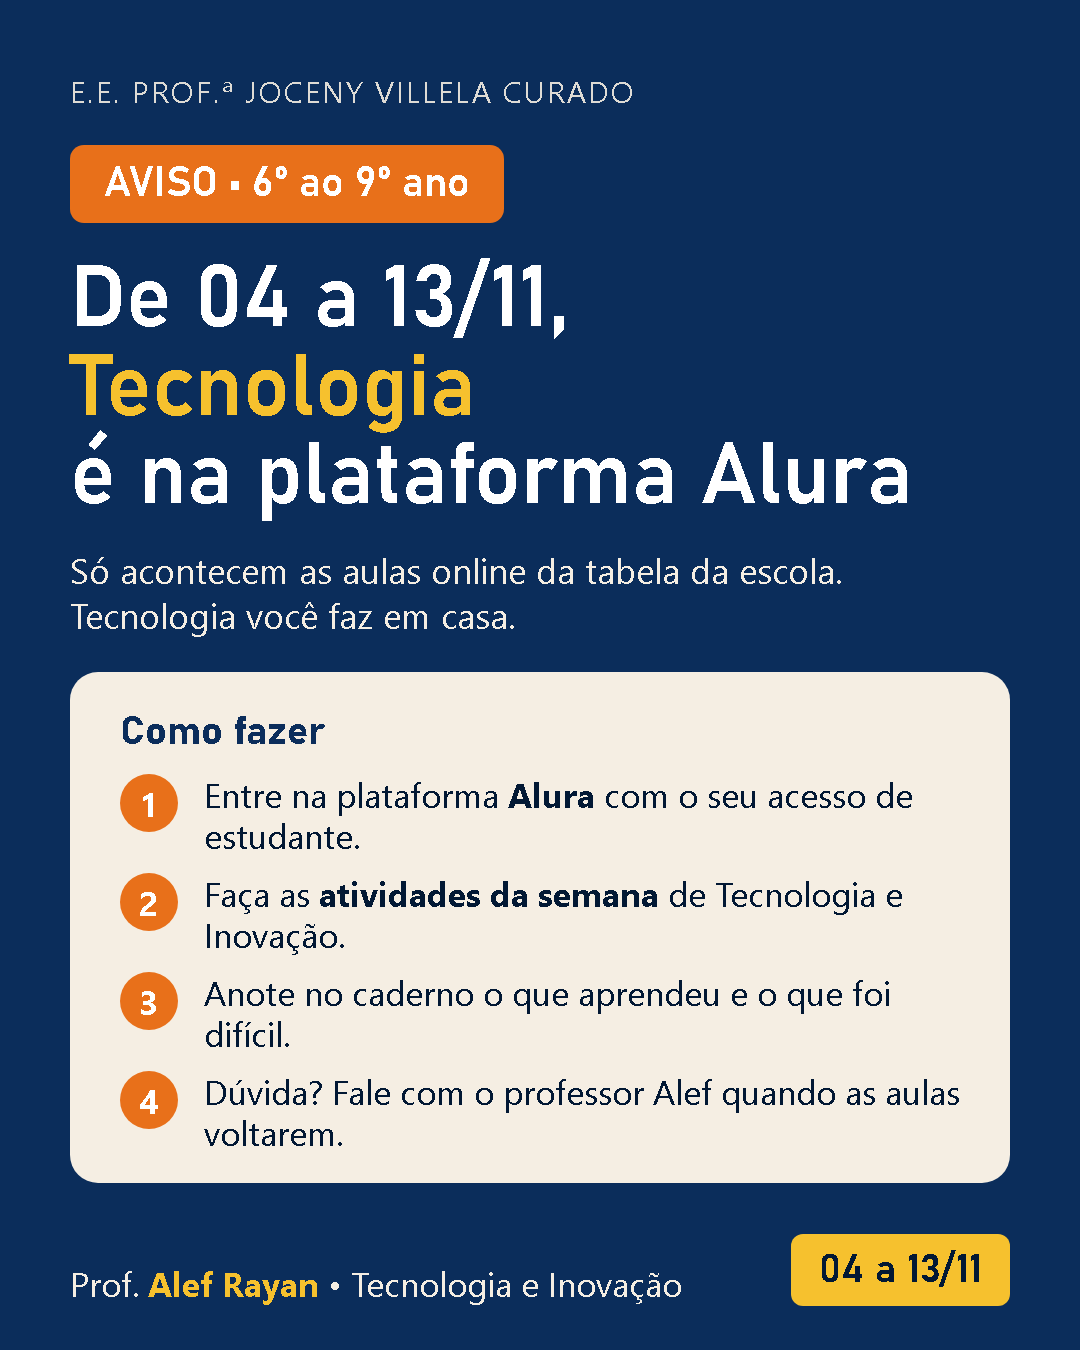 E.E. PROF.ª JOCENY VILLELA CURADO
AVISO • 6º ao 9º ano
De 04 a 13/11,
Tecnologia
é na plataforma Alura
Só acontecem as aulas online da tabela da escola.
Tecnologia você faz em casa.
Como fazer
1 Entre na plataforma Alura com o seu acesso de
estudante.
2 Faça as atividades da semana de Tecnologia e
Inovação.
3 Anote no caderno o que aprendeu e o que foi
difícil.
4 Dúvida? Fale com o professor Alef quando as aulas
voltarem.
Prof. Alef Rayan • Tecnologia e Inovação
04 a 13/11